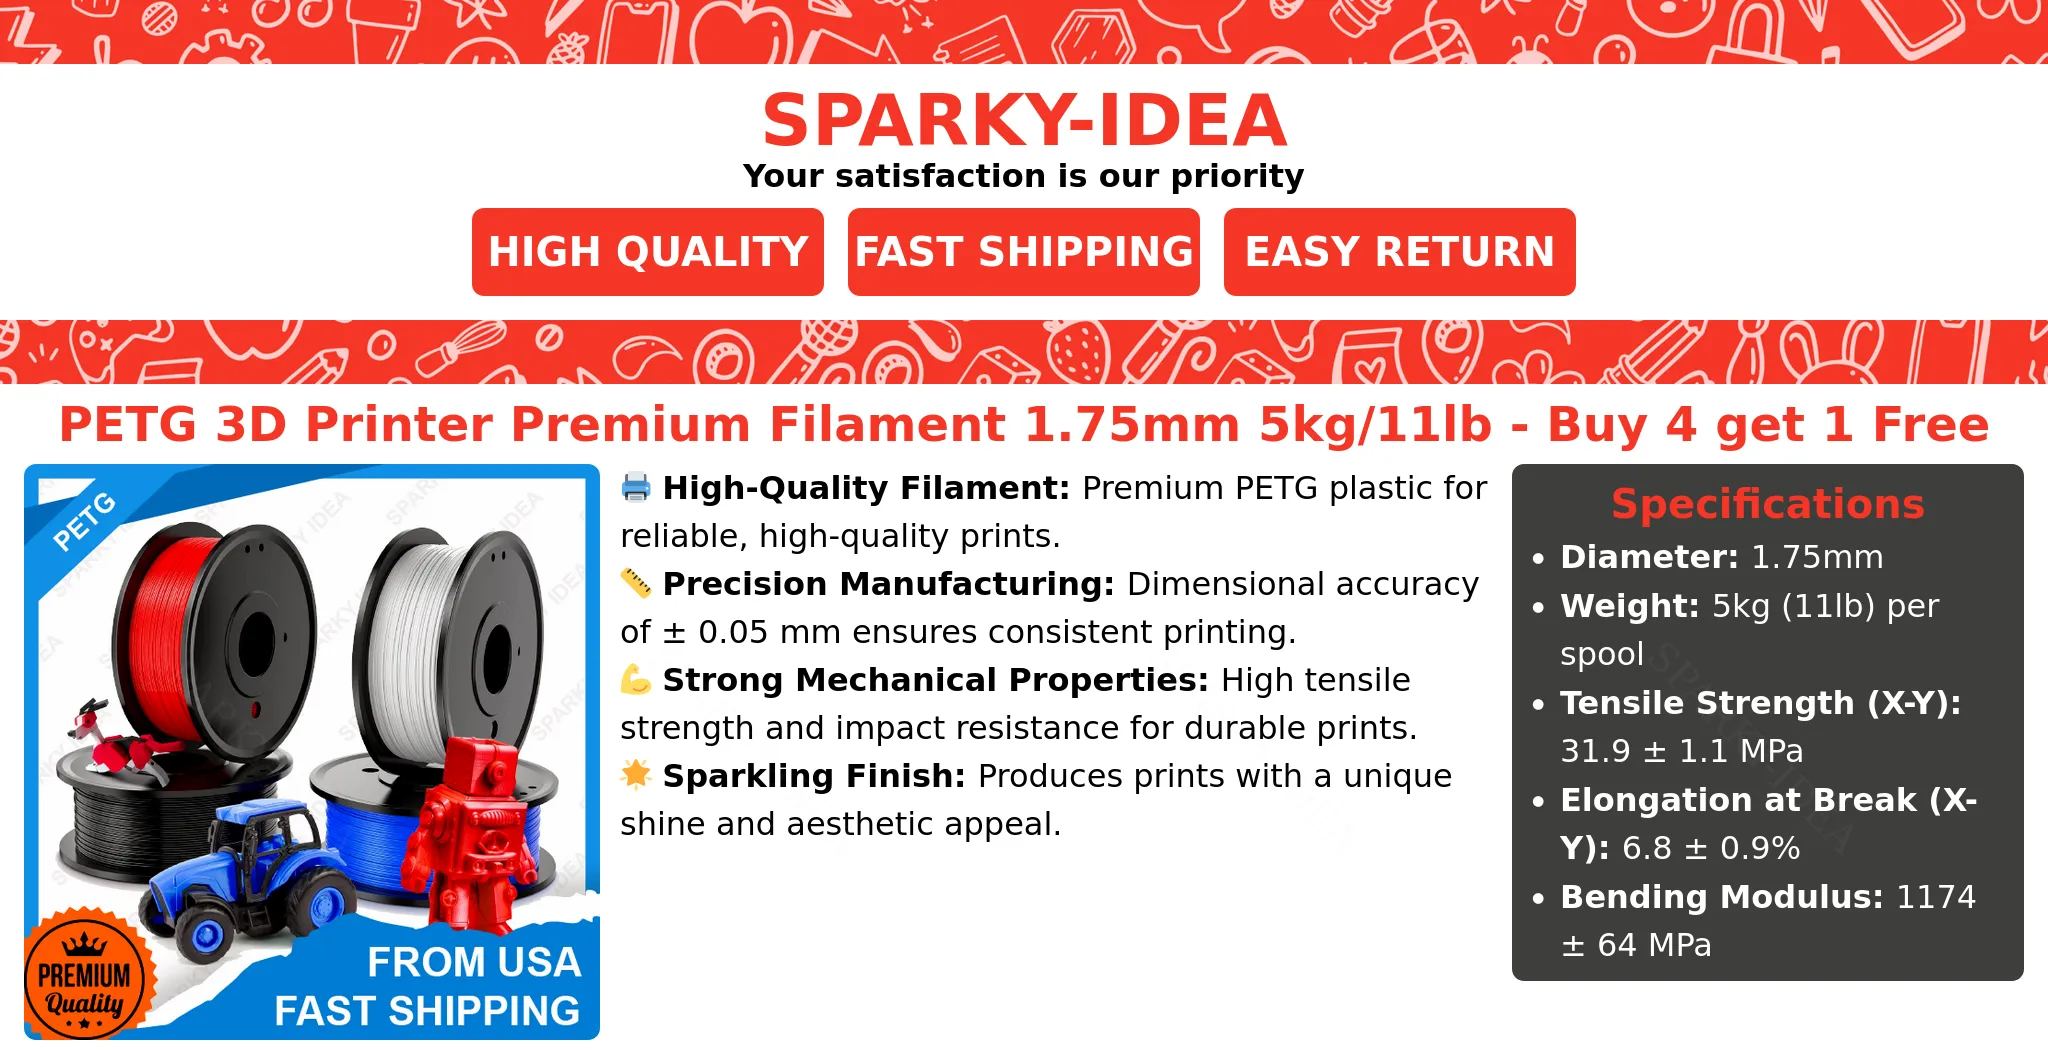 SPARKY-IDEA
Your satisfaction is our priority
HIGH QUALITY
FAST SHIPPING
EASY RETURN
PETG 3D Printer Premium Filament 1.75mm 5kg/11lb - Buy 4 get 1 Free
PETG
PREMIUM
Quality
FROM USA
FAST SHIPPING
High-Quality Filament: Premium PETG plastic for
reliable, high-quality prints.
Precision Manufacturing: Dimensional accuracy
of ± 0.05 mm ensures consistent printing.
Strong Mechanical Properties: High tensile
strength and impact resistance for durable prints.
Sparkling Finish: Produces prints with a unique
shine and aesthetic appeal.
Specifications
• Diameter: 1.75mm
• Weight: 5kg (11lb) per
spool
• Tensile Strength (X-Y):
31.9 ± 1.1 MPa
• Elongation at Break (X-
Y): 6.8 ± 0.9%
• Bending Modulus: 1174
± 64 MPa